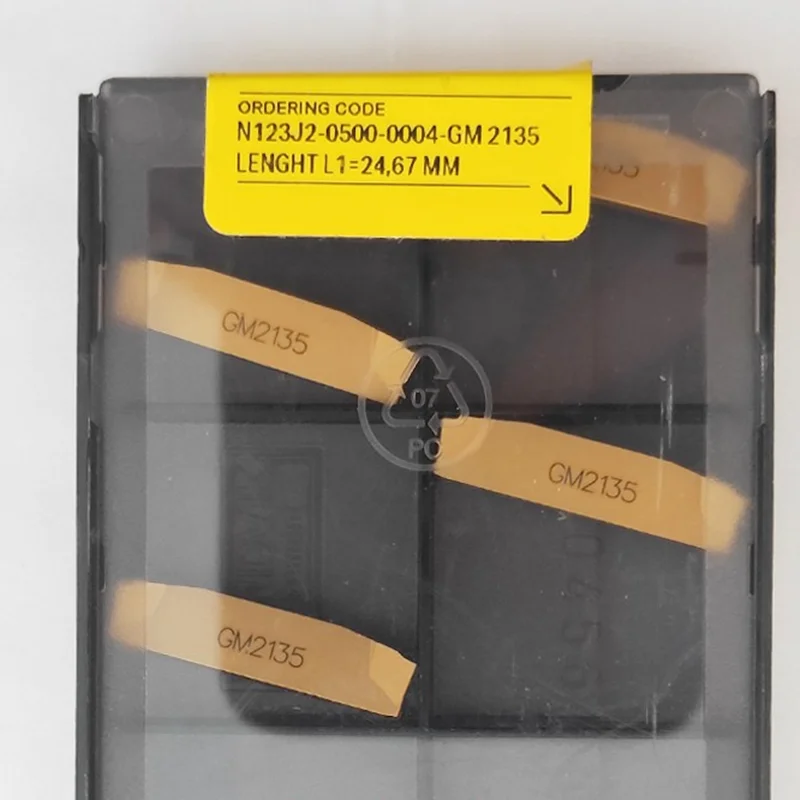 ORDERING CODE
N123J2-0500-0004-GM 2135
LENGHT L1=24,67 MM
GM2135
07
PO
GM2135
GM2135